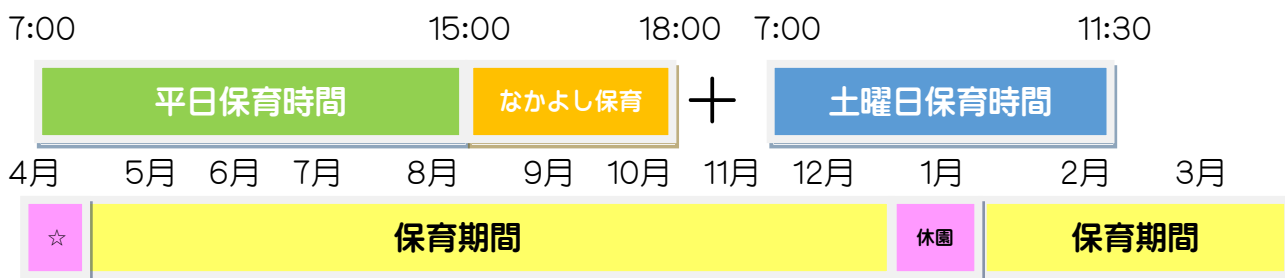 7:00 15:00 18:00 7:00 11:30
平日保育時間 なかよし保育 + 土曜日保育時間
4月 5月 6月 7月 8月 9月 10月 11月 12月 1月 2月 3月
☆ 保育期間 休園 保育期間